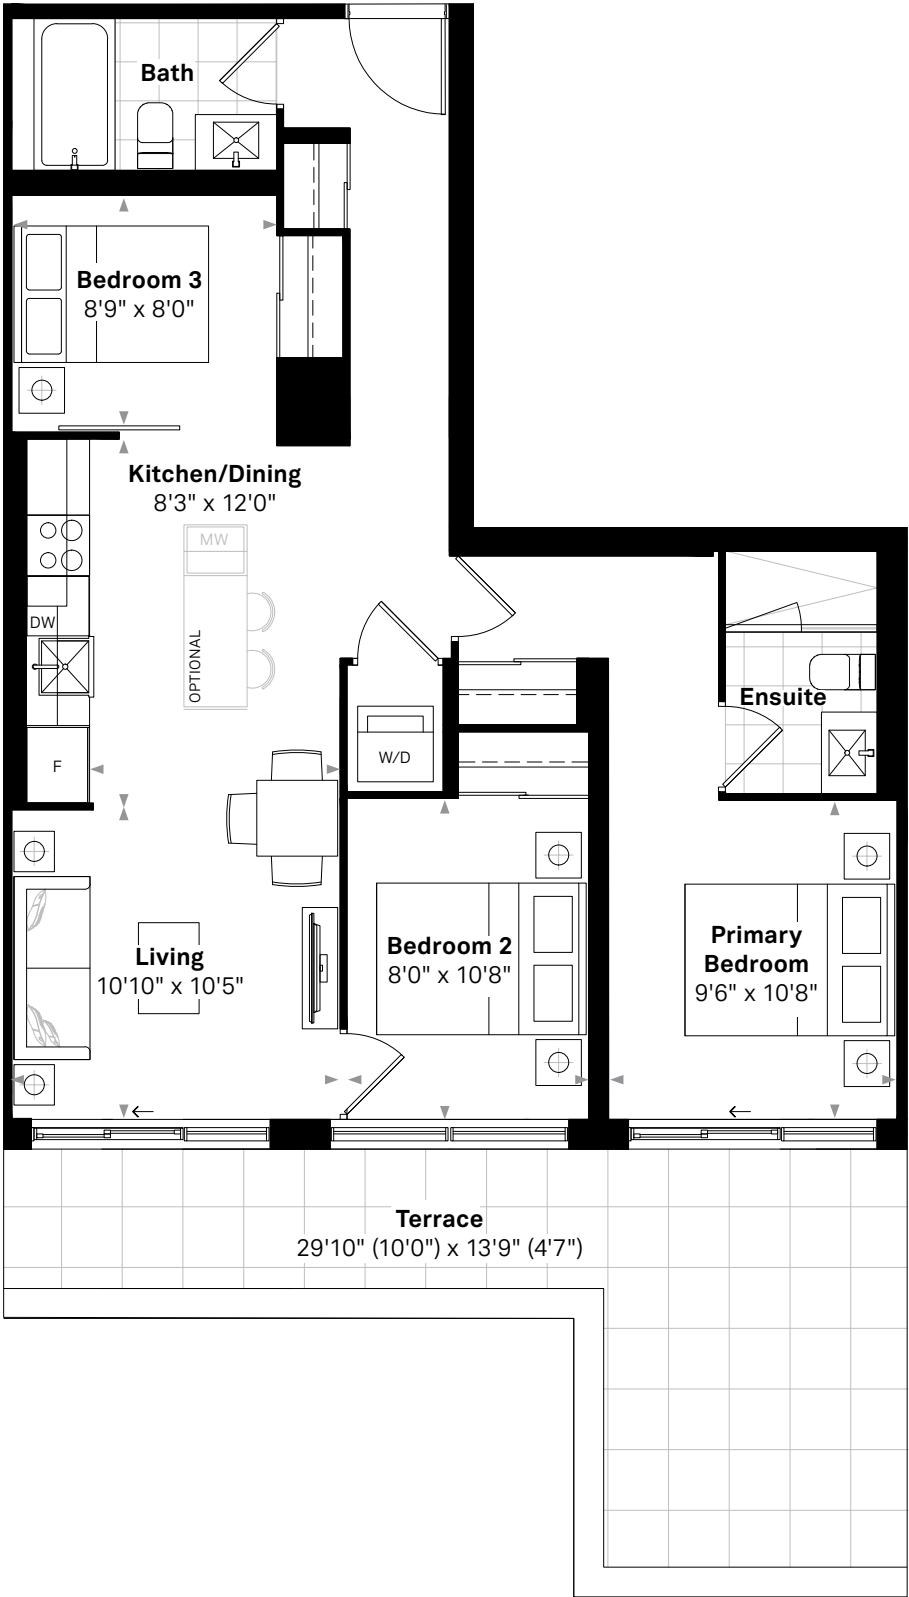 Bath
Bedroom 3
8'9" x 8'0"
Kitchen/Dining
8'3" x 12'0"
MW
OPTIONAL
DW
F
W/D
Ensuite
Living
10'10" x 10'5"
Bedroom 2
8'0" x 10'8"
Primary
Bedroom
9'6" x 10'8"
Terrace
29'10" (10'0") x 13'9" (4'7")